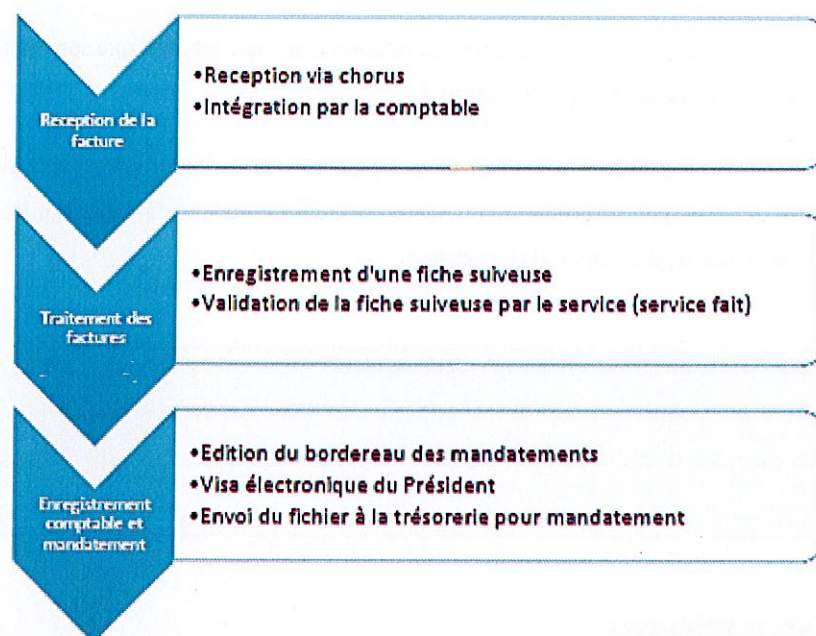 Reception de la
facture
•Reception via chorus
•Intégration par la comptable
Traitement des
factures
•Enregistrement d'une fiche suiveuse
•Validation de la fiche suiveuse par le service (service fait)
Enregistrement
comptable et
mandatement
•Edition du bordereau des mandatements
•Visa électronique du Président
•Envoi du fichier à la trésorerie pour mandatement